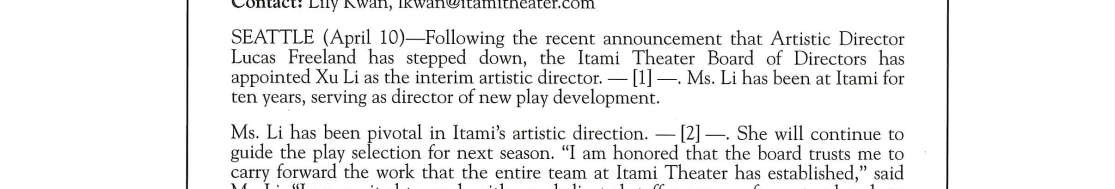 Contact: Lily Kwan, lkwan@itamitheater.com
SEATTLE (April 10)—Following the recent announcement that Artistic Director
Lucas Freeland has stepped down, the Itami Theater Board of Directors has
appointed Xu Li as the interim artistic director. — [1] —. Ms. Li has been at Itami for
ten years, serving as director of new play development.
Ms. Li has been pivotal in Itami's artistic direction. — [2] —. She will continue to
guide the play selection for next season. “I am honored that the board trusts me to
carry forward the work that the entire team at Itami Theater has established,” said